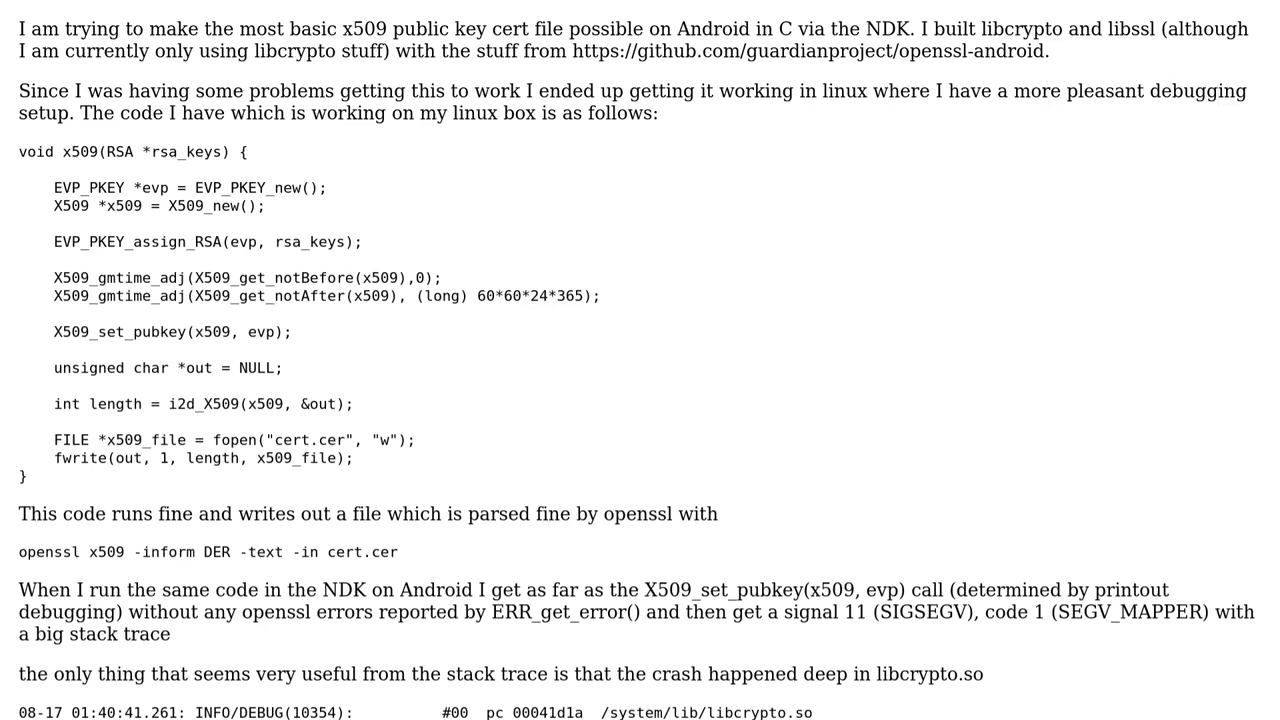 I am trying to make the most basic x509 public key cert file possible on Android in C via the NDK. I built libcrypto and libssl (although
I am currently only using libcrypto stuff) with the stuff from https://github.com/guardianproject/openssl-android.
Since I was having some problems getting this to work I ended up getting it working in linux where I have a more pleasant debugging
setup. The code I have which is working on my linux box is as follows:
void x509(RSA *rsa_keys) {
    EVP_PKEY *evp = EVP_PKEY_new();
    X509 *x509 = X509_new();
    EVP_PKEY_assign_RSA(evp, rsa_keys);
    X509_gmtime_adj(X509_get_notBefore(x509),0);
    X509_gmtime_adj(X509_get_notAfter(x509), (long) 60*60*24*365);
    X509_set_pubkey(x509, evp);
    unsigned char *out = NULL;
    int length = i2d_X509(x509, &out);
    FILE *x509_file = fopen("cert.cer", "w");
    fwrite(out, 1, length, x509_file);
}
This code runs fine and writes out a file which is parsed fine by openssl with
openssl x509 -inform DER -text -in cert.cer
When I run the same code in the NDK on Android I get as far as the X509_set_pubkey(x509, evp) call (determined by printout
debugging) without any openssl errors reported by ERR_get_error() and then get a signal 11 (SIGSEGV), code 1 (SEGV_MAPPER) with
a big stack trace
the only thing that seems very useful from the stack trace is that the crash happened deep in libcrypto.so
08-17 01:40:41.261: INFO/DEBUG(10354):          #00  pc 00041d1a  /system/lib/libcrypto.so